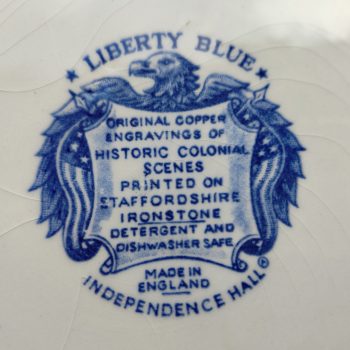 ★ LIBERTY BLUE ★
ORIGINAL COPPER
ENGRAVINGS OF
HISTORIC COLONIAL
SCENES
PRINTED ON
STAFFORDSHIRE
IRONSTONE
DETERGENT AND
DISHWASHER SAFE
MADE IN
ENGLAND
INDEPENDENCE HALL®